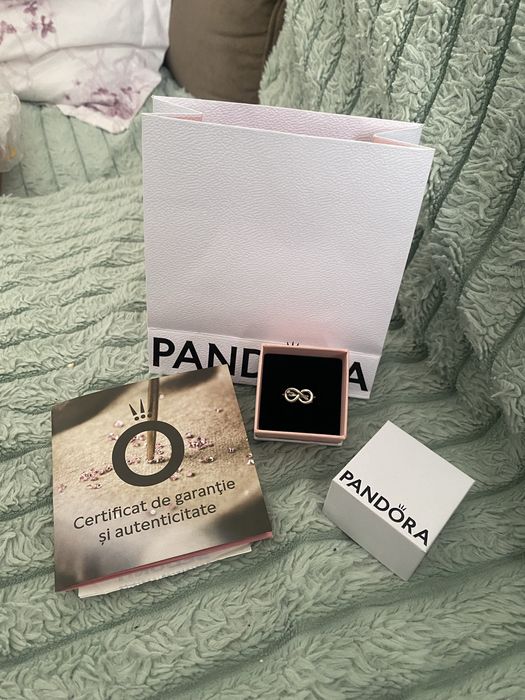 PANDORA
Certificat de garanție
și autenticitate
PANDORA